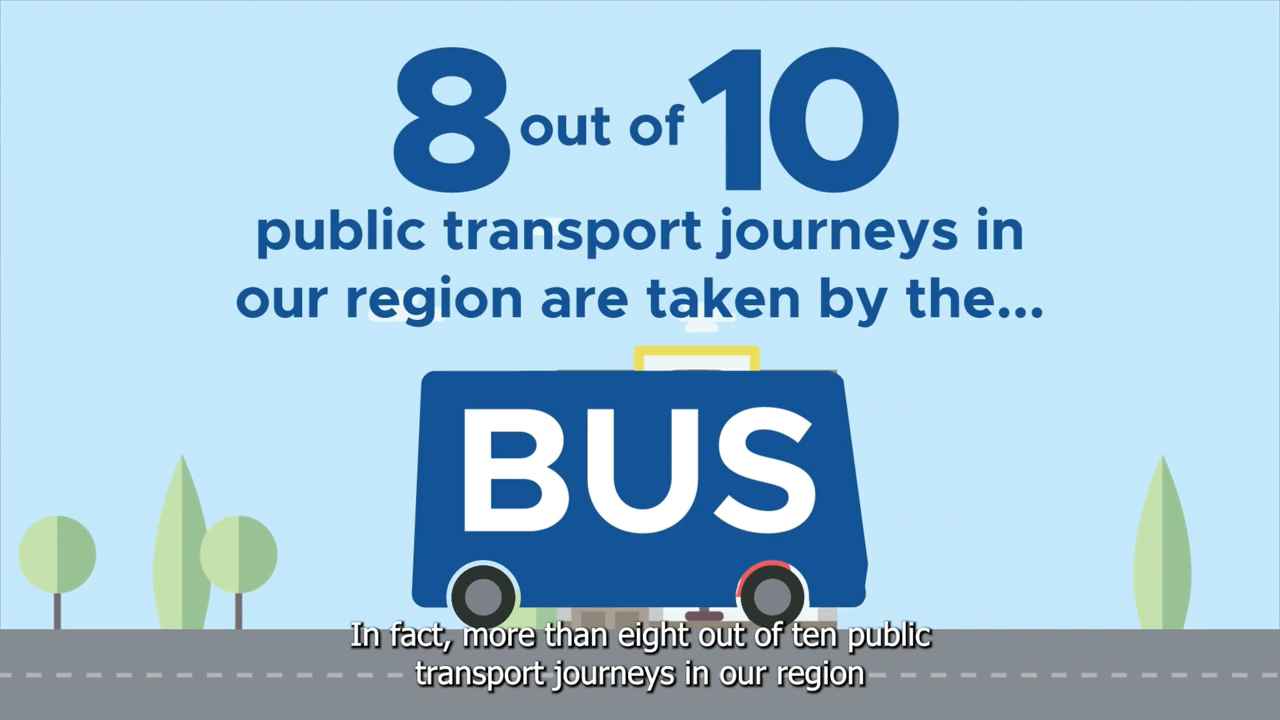 8 out of 10
public transport journeys in
our region are taken by the...
BUS
In fact, more than eight out of ten public
transport journeys in our region